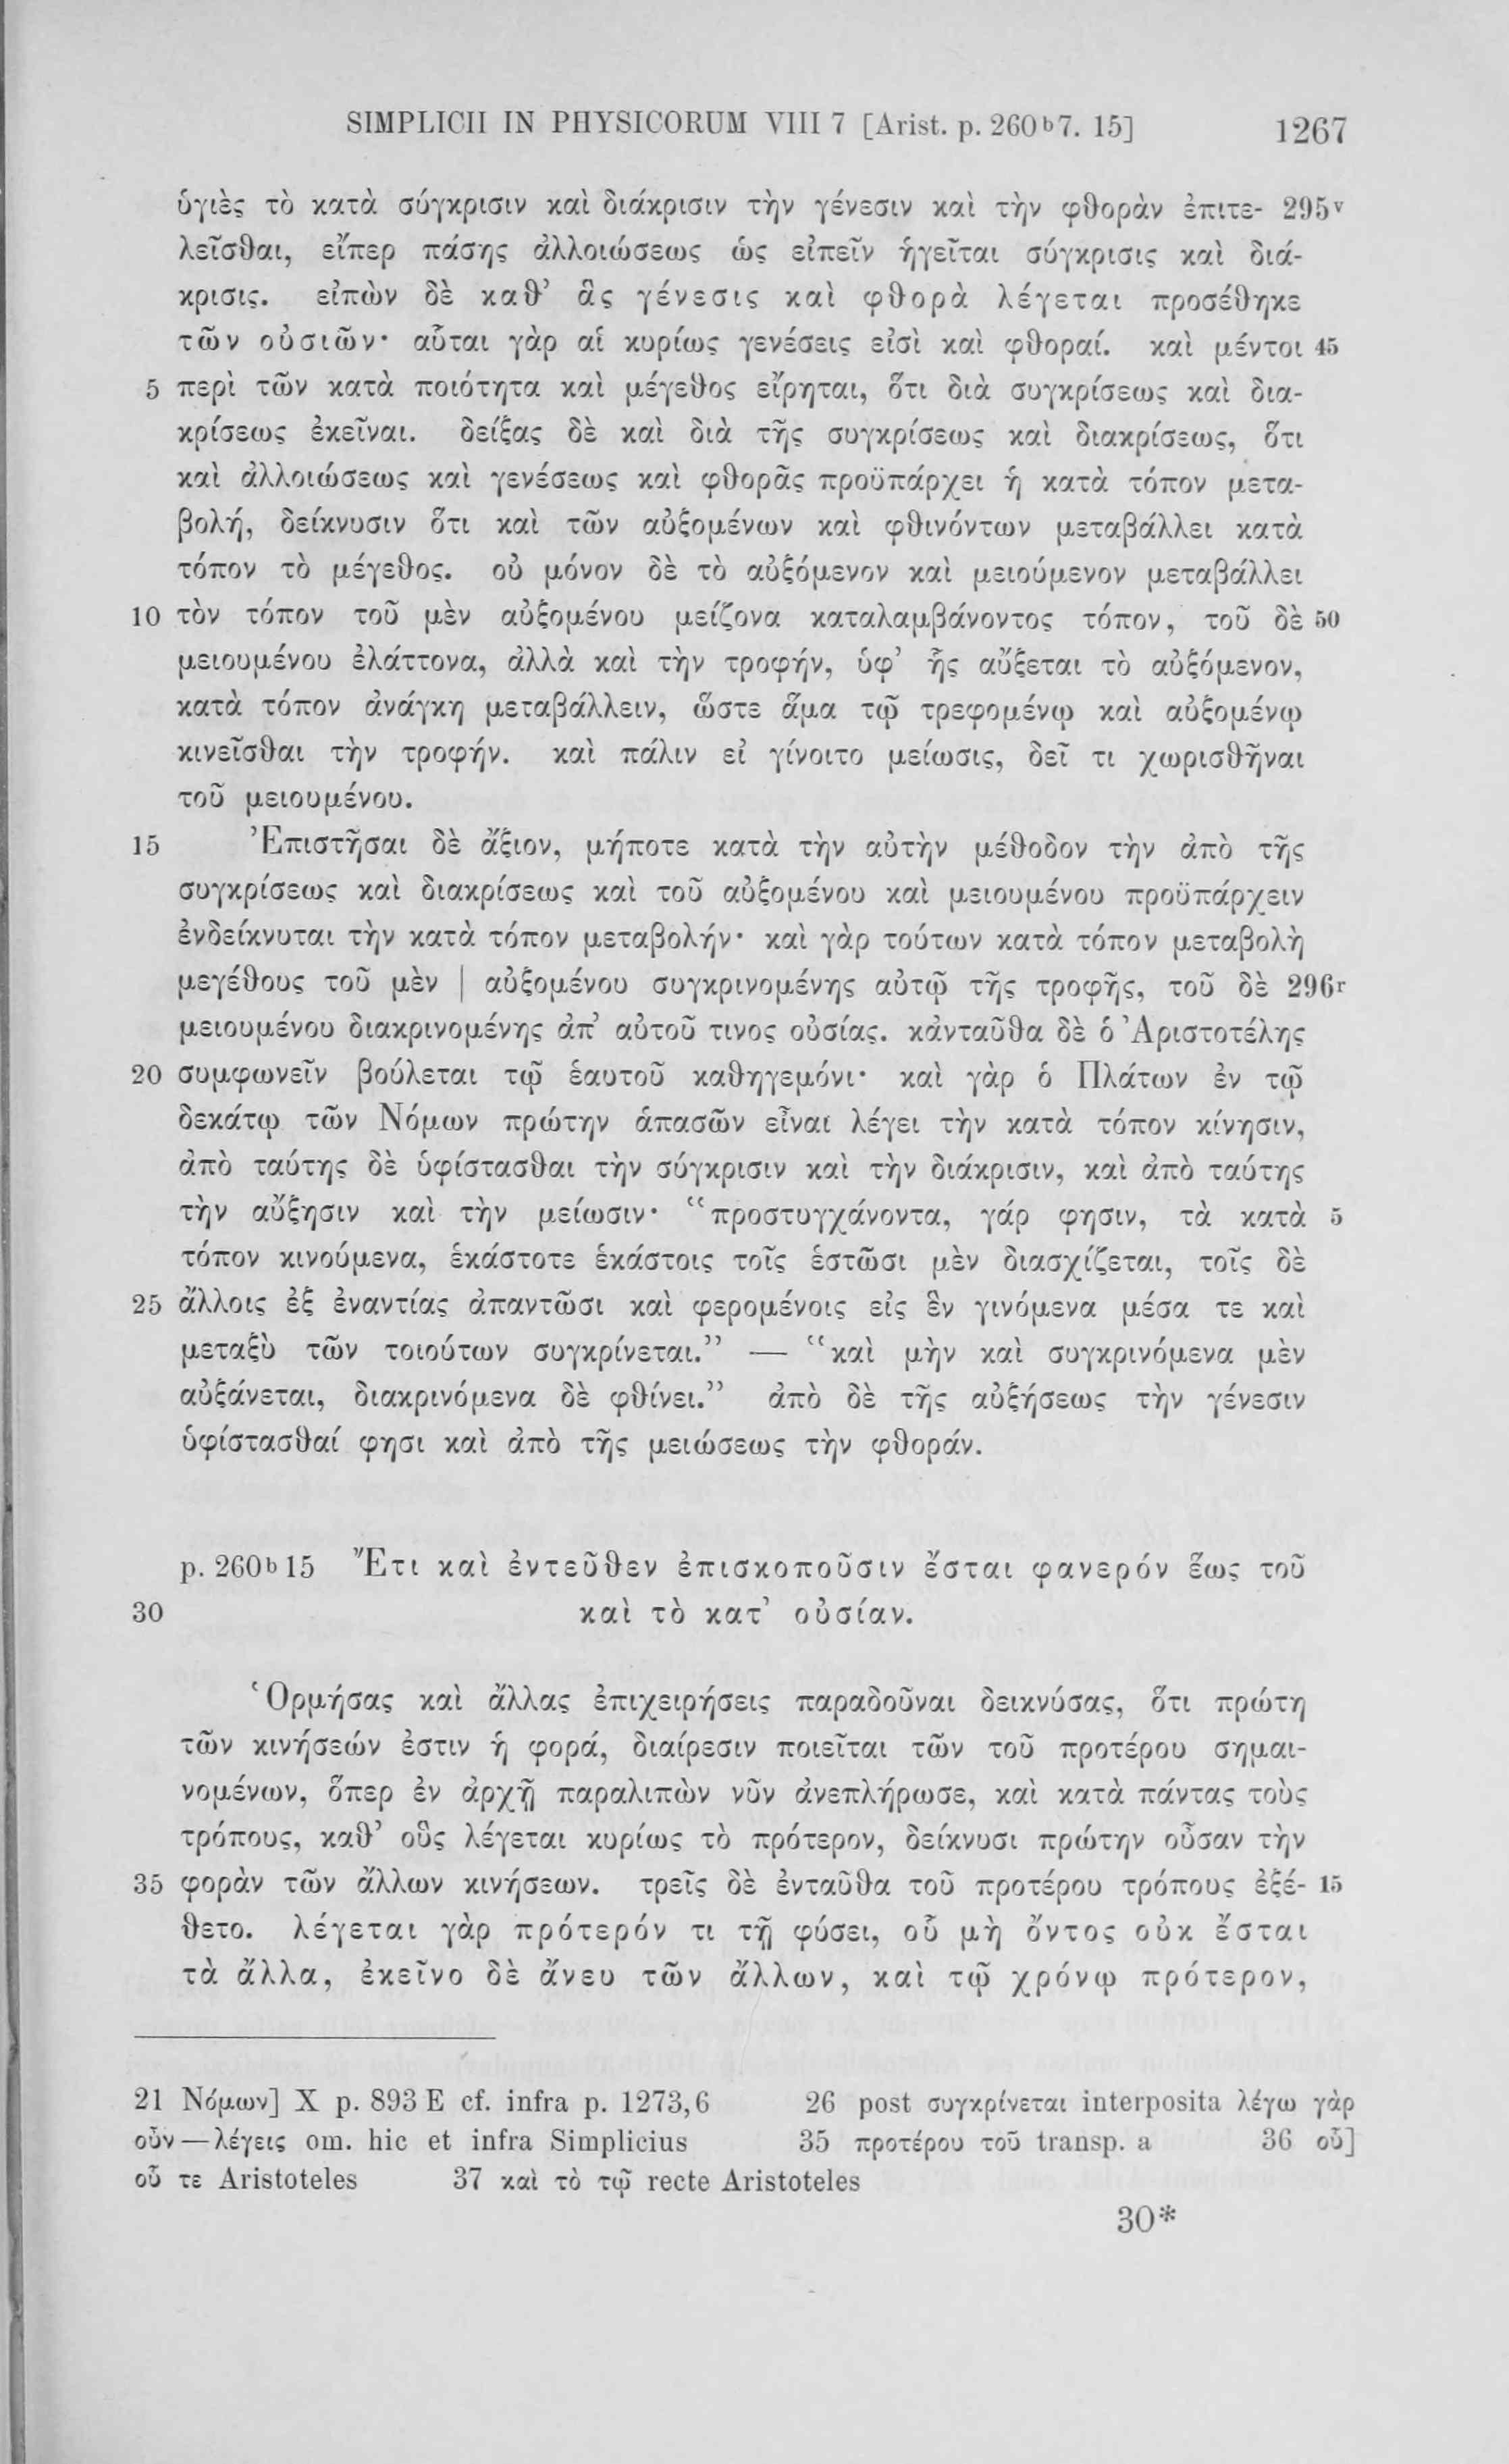 SIMPLICII IN PHYSICORUM VIII 7 [Arist. p. 260ᵇ7. 15] 1267
ὑγιὲς τὸ κατὰ σύγκρισιν καὶ διάκρισιν τὴν γένεσιν καὶ τὴν φθορὰν ἐπιτε- 295ᵛ
λεῖσθαι, εἴπερ πάσης ἀλλοιώσεως ὡς εἰπεῖν ἡγεῖται σύγκρισις καὶ διά-
κρισις. εἰπὼν δὲ καθ’ ἃς γένεσις καὶ φθορὰ λέγεται προσέθηκε
τῶν οὐσιῶν· αὗται γὰρ αἱ κυρίως γενέσεις εἰσὶ καὶ φθοραί. καὶ μέντοι 45
5 περὶ τῶν κατὰ ποιότητα καὶ μέγεθος εἴρηται, ὅτι διὰ συγκρίσεως καὶ δια-
κρίσεως ἐκεῖναι. δείξας δὲ καὶ διὰ τῆς συγκρίσεως καὶ διακρίσεως, ὅτι
καὶ ἀλλοιώσεως καὶ γενέσεως καὶ φθορᾶς προϋπάρχει ἡ κατὰ τόπον μετα-
βολή, δείκνυσιν ὅτι καὶ τῶν αὐξομένων καὶ φθινόντων μεταβάλλει κατὰ
τόπον τὸ μέγεθος. οὐ μόνον δὲ τὸ αὐξόμενον καὶ μειούμενον μεταβάλλει
10 τὸν τόπον τοῦ μὲν αὐξομένου μείζονα καταλαμβάνοντος τόπον, τοῦ δὲ 50
μειουμένου ἐλάττονα, ἀλλὰ καὶ τὴν τροφήν, ὑφ’ ἧς αὔξεται τὸ αὐξόμενον,
κατὰ τόπον ἀνάγκη μεταβάλλειν, ὥστε ἅμα τῷ τρεφομένῳ καὶ αὐξομένῳ
κινεῖσθαι τὴν τροφήν. καὶ πάλιν εἰ γίνοιτο μείωσις, δεῖ τι χωρισθῆναι
τοῦ μειουμένου.
15 Ἐπιστῆσαι δὲ ἄξιον, μήποτε κατὰ τὴν αὐτὴν μέθοδον τὴν ἀπὸ τῆς
συγκρίσεως καὶ διακρίσεως καὶ τοῦ αὐξομένου καὶ μειουμένου προϋπάρχειν
ἐνδείκνυται τὴν κατὰ τόπον μεταβολήν· καὶ γὰρ τούτων κατὰ τόπον μεταβολὴ
μεγέθους τοῦ μὲν | αὐξομένου συγκρινομένης αὐτῷ τῆς τροφῆς, τοῦ δὲ 296ʳ
μειουμένου διακρινομένης ἀπ’ αὐτοῦ τινος οὐσίας. κἀνταῦθα δὲ ὁ Ἀριστοτέλης
20 συμφωνεῖν βούλεται τῷ ἑαυτοῦ καθηγεμόνι· καὶ γὰρ ὁ Πλάτων ἐν τῷ
δεκάτῳ τῶν Νόμων πρώτην ἁπασῶν εἶναι λέγει τὴν κατὰ τόπον κίνησιν,
ἀπὸ ταύτης δὲ ὑφίστασθαι τὴν σύγκρισιν καὶ τὴν διάκρισιν, καὶ ἀπὸ ταύτης
τὴν αὔξησιν καὶ τὴν μείωσιν· “προστυγχάνοντα, γάρ φησιν, τὰ κατὰ 5
τόπον κινούμενα, ἑκάστοτε ἑκάστοις τοῖς ἑστῶσι μὲν διασχίζεται, τοῖς δὲ
25 ἄλλοις ἐξ ἐναντίας ἀπαντῶσι καὶ φερομένοις εἰς ἓν γινόμενα μέσα τε καὶ
μεταξὺ τῶν τοιούτων συγκρίνεται.” — “καὶ μὴν καὶ συγκρινόμενα μὲν
αὐξάνεται, διακρινόμενα δὲ φθίνει.” ἀπὸ δὲ τῆς αὐξήσεως τὴν γένεσιν
ὑφίστασθαί φησι καὶ ἀπὸ τῆς μειώσεως τὴν φθοράν.
p. 260ᵇ15 Ἔτι καὶ ἐντεῦθεν ἐπισκοποῦσιν ἔσται φανερόν ἕως τοῦ
30 καὶ τὸ κατ’ οὐσίαν.
Ὁρμήσας καὶ ἄλλας ἐπιχειρήσεις παραδοῦναι δεικνύσας, ὅτι πρώτη
τῶν κινήσεών ἐστιν ἡ φορά, διαίρεσιν ποιεῖται τῶν τοῦ προτέρου σημαι-
νομένων, ὅπερ ἐν ἀρχῇ παραλιπὼν νῦν ἀνεπλήρωσε, καὶ κατὰ πάντας τοὺς
τρόπους, καθ’ οὓς λέγεται κυρίως τὸ πρότερον, δείκνυσι πρώτην οὖσαν τὴν
35 φορὰν τῶν ἄλλων κινήσεων. τρεῖς δὲ ἐνταῦθα τοῦ προτέρου τρόπους ἐξέ- 15
θετο. λέγεται γὰρ πρότερόν τι τῇ φύσει, οὗ μὴ ὄντος οὐκ ἔσται
τὰ ἄλλα, ἐκεῖνο δὲ ἄνευ τῶν ἄλλων, καὶ τῷ χρόνῳ πρότερον,
21 Νόμων] X p. 893 E cf. infra p. 1273,6 26 post συγκρίνεται interposita λέγω γὰρ
οὖν — λέγεις om. hic et infra Simplicius 35 προτέρου τοῦ transp. a 36 οὗ]
οὗ τε Aristoteles 37 καὶ τὸ τῷ recte Aristoteles
30*